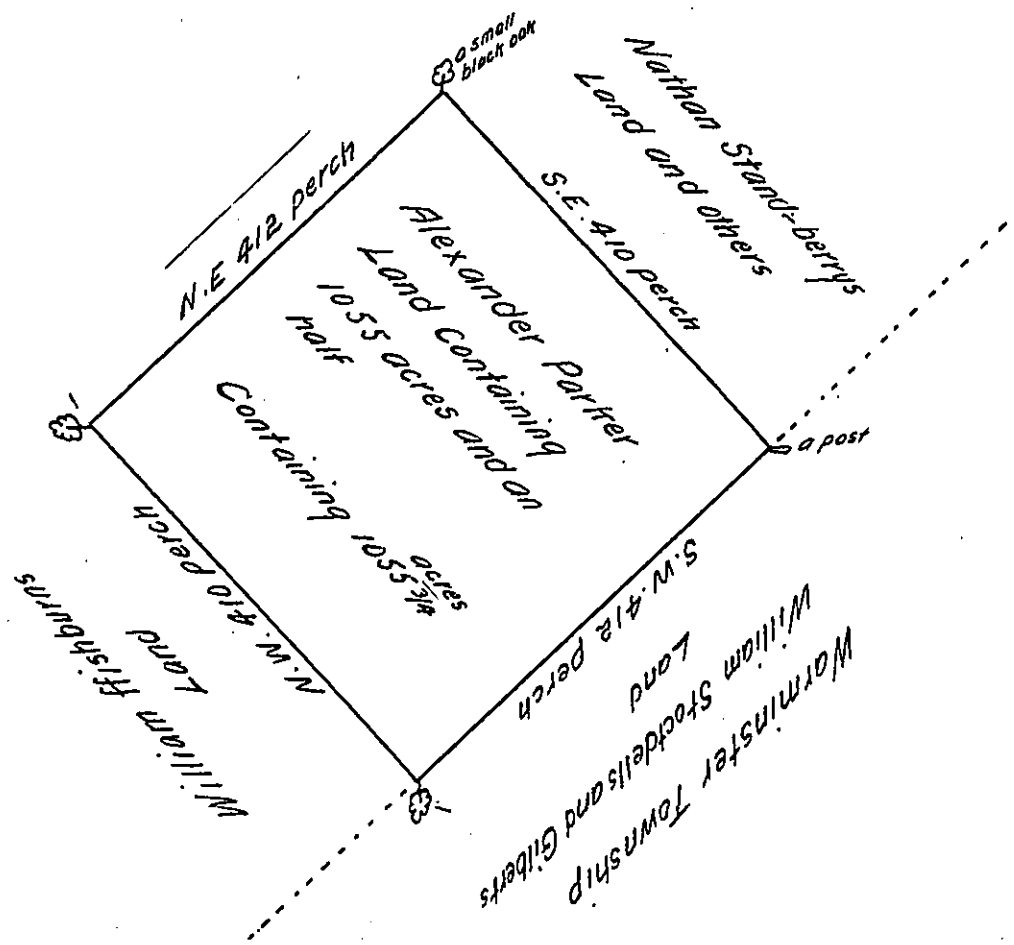 a small
black oak
Nathan Stand-berrys
Land and others
N.E 412 perch
S.E. 410 perch
Alexander Parker
Land Containing
1055 acres and an
half
Containing 1055 3/4
acres
a post
N.W. 410 perch
S.W. 412 perch
William ffishburns
Land
Land
William Stockdells and Gilberts
Warminster Township